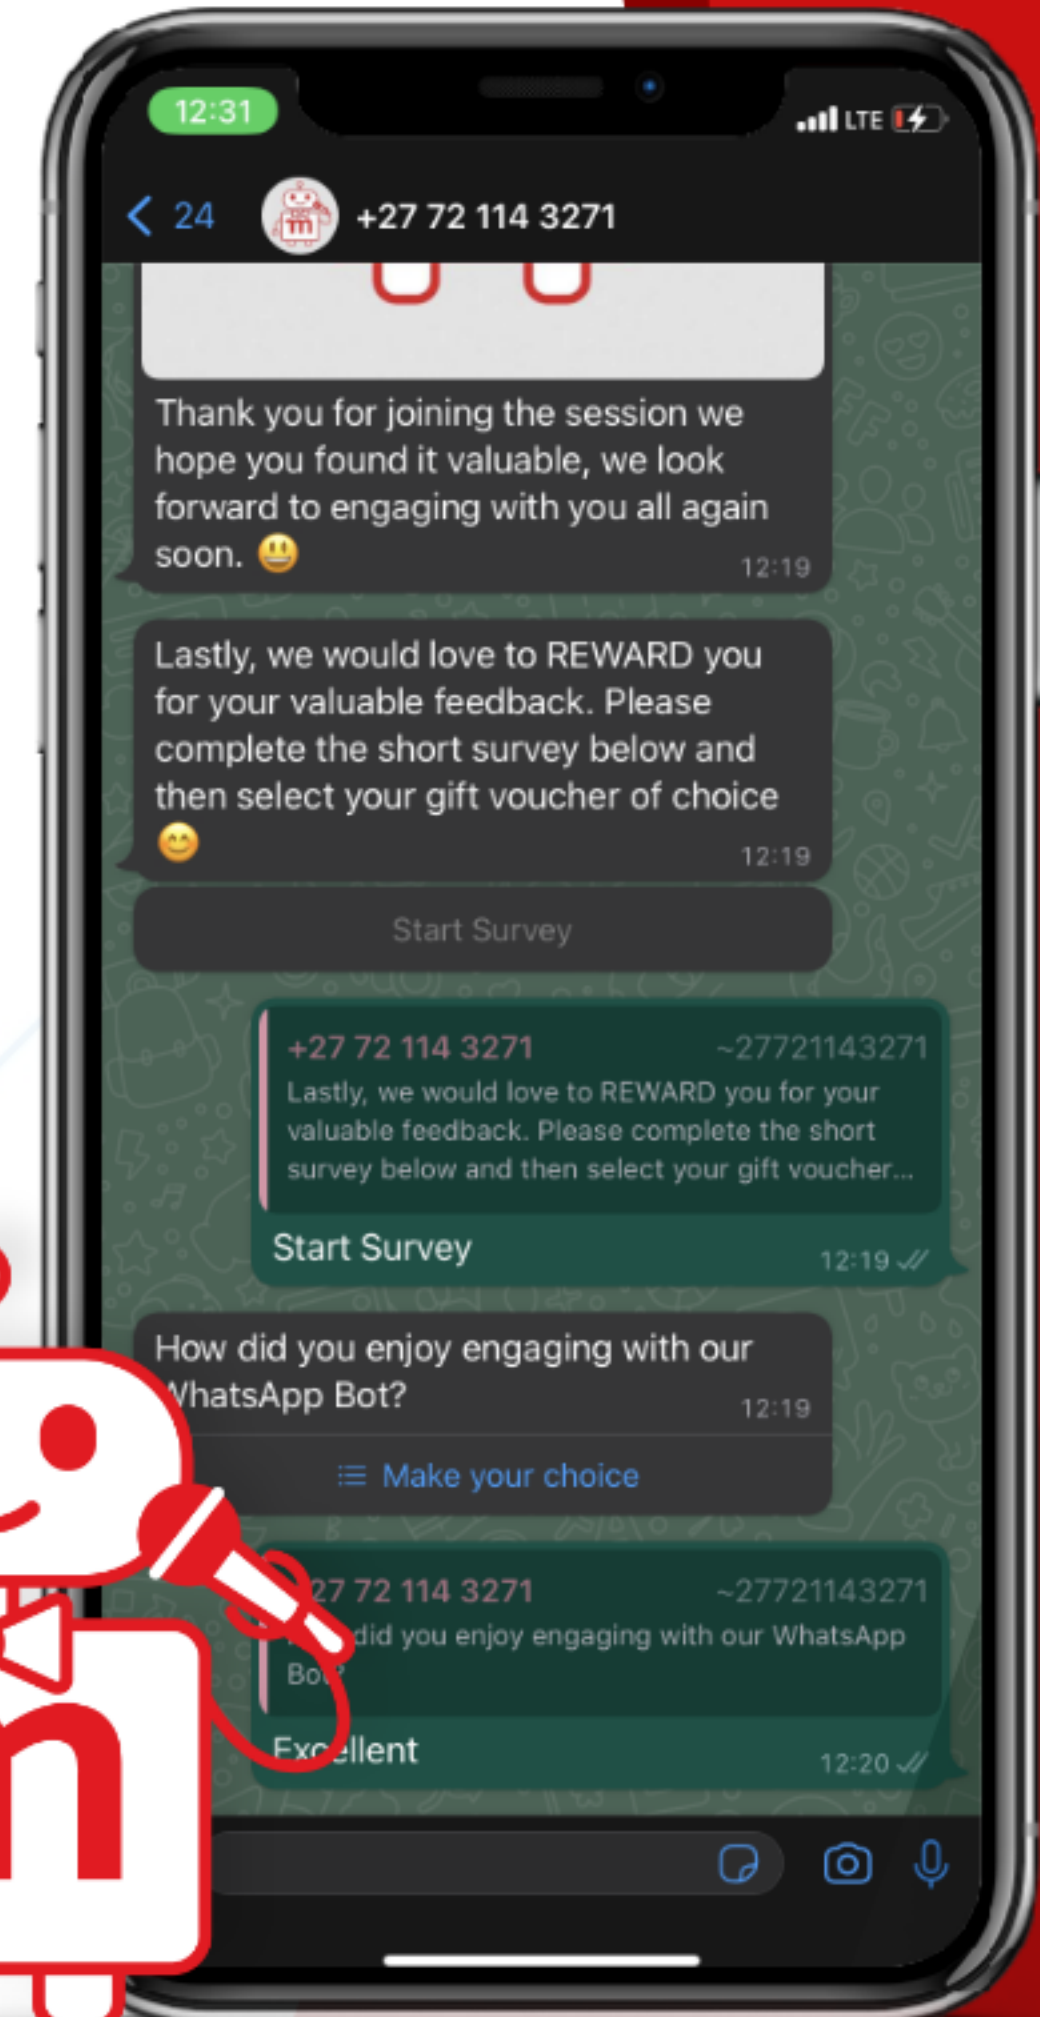 12:31
LTE
24
m
+27 72 114 3271
Thank you for joining the session we
hope you found it valuable, we look
forward to engaging with you all again
soon. 😃
12:19
Lastly, we would love to REWARD you
for your valuable feedback. Please
complete the short survey below and
then select your gift voucher of choice
😊
12:19
Start Survey
+27 72 114 3271 ~27721143271
Lastly, we would love to REWARD you for your
valuable feedback. Please complete the short
survey below and then select your gift voucher...
Start Survey
12:19
How did you enjoy engaging with our
WhatsApp Bot?
12:19
Make your choice
27 72 114 3271 ~27721143271
did you enjoy engaging with our WhatsApp
Bot?
Excellent
12:20
m